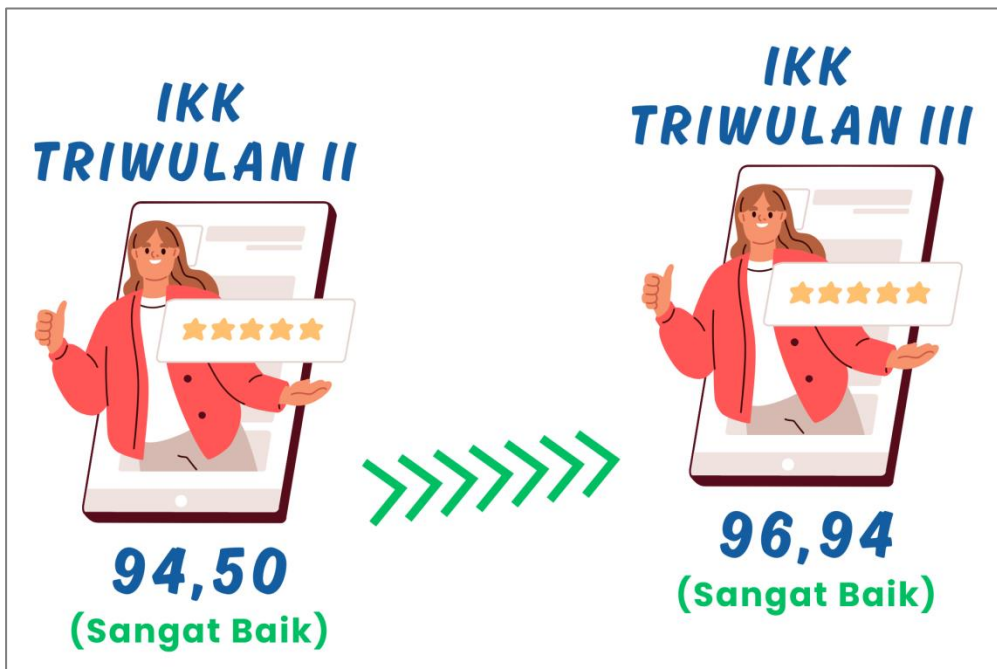 IKK
TRIWULAN II
94,50
(Sangat Baik)
IKK
TRIWULAN III
96,94
(Sangat Baik)